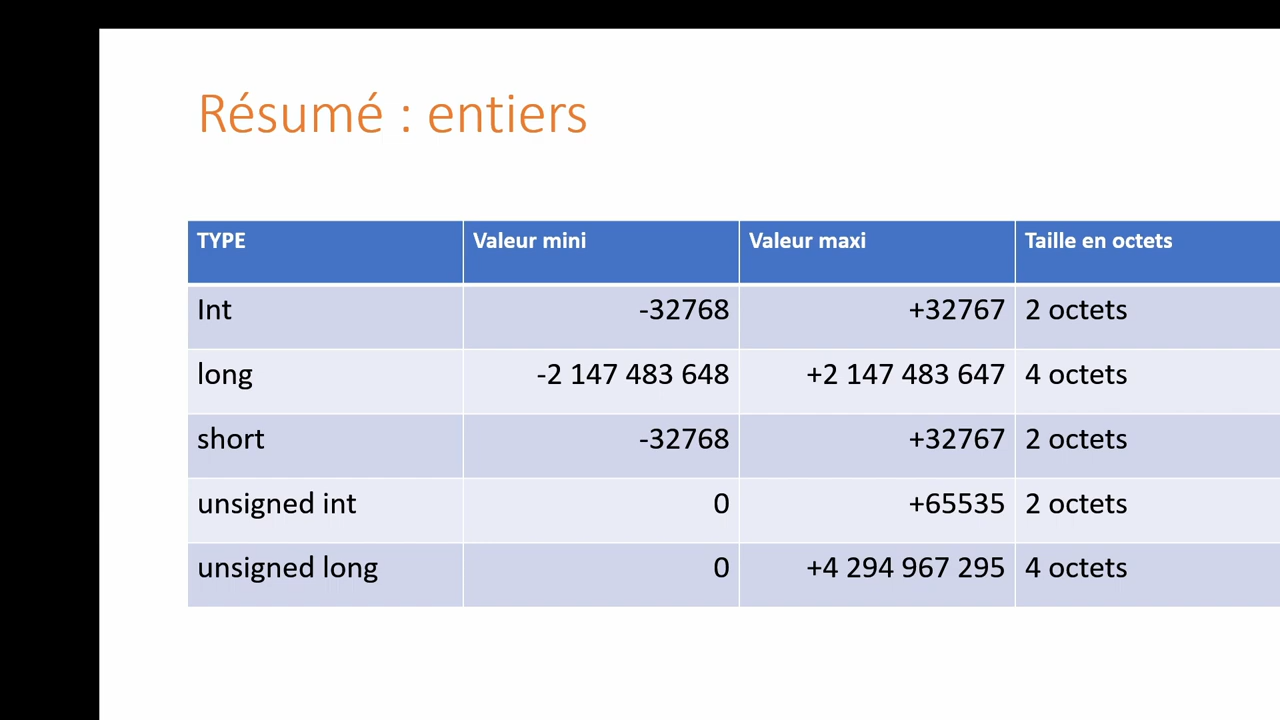 Résumé : entiers
TYPE Valeur mini Valeur maxi Taille en octets
Int -32768 +32767 2 octets
long -2 147 483 648 +2 147 483 647 4 octets
short -32768 +32767 2 octets
unsigned int 0 +65535 2 octets
unsigned long 0 +4 294 967 295 4 octets